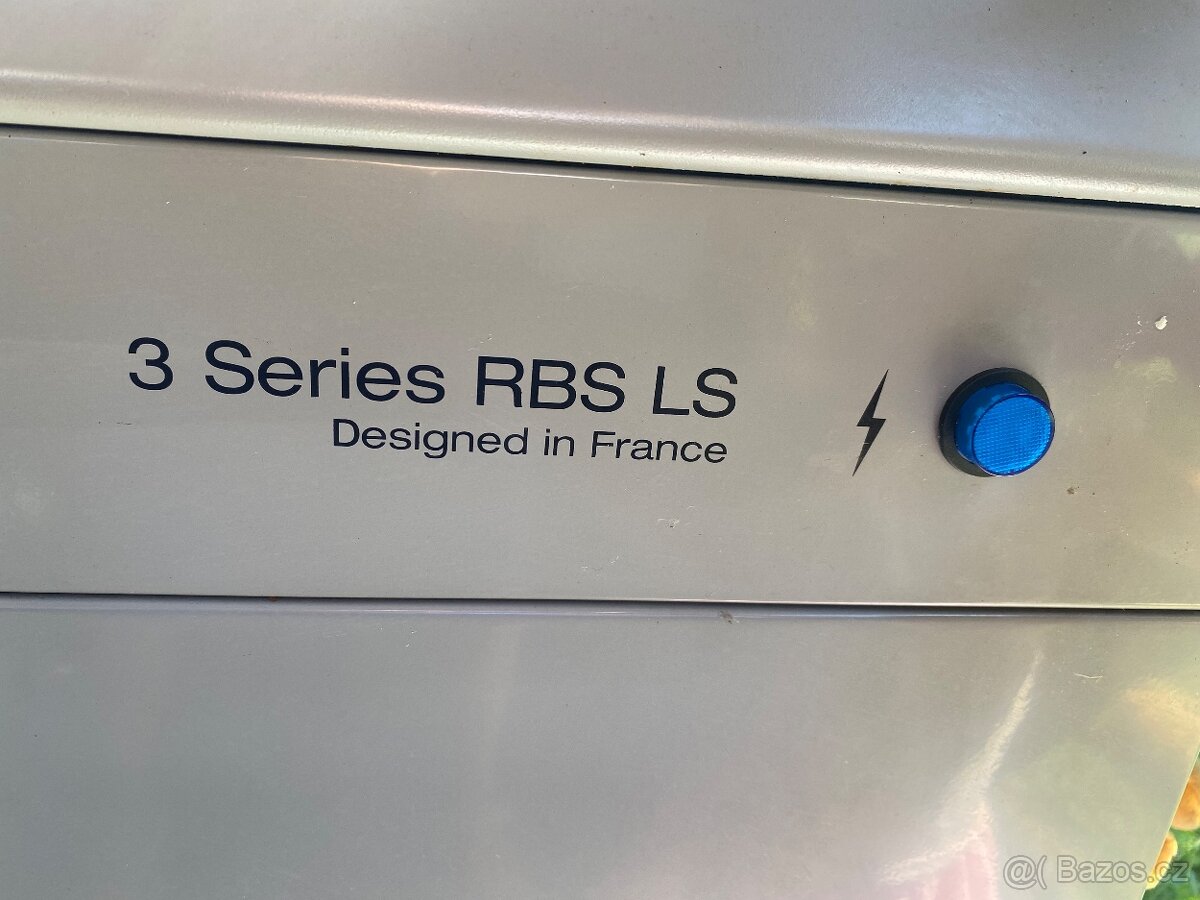 3 Series RBS LS
Designed in France
@( Bazos.cz